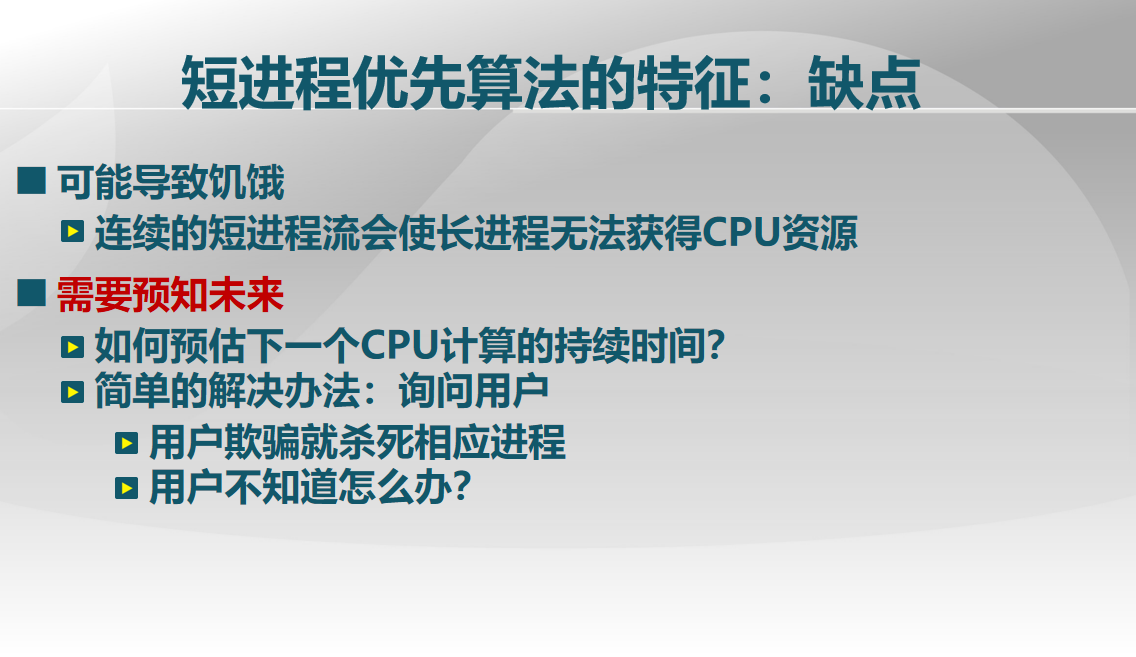 短进程优先算法的特征：缺点
可能导致饥饿
连续的短进程流会使长进程无法获得CPU资源
需要预知未来
如何预估下一个CPU计算的持续时间？
简单的解决办法：询问用户
用户欺骗就杀死相应进程
用户不知道怎么办？